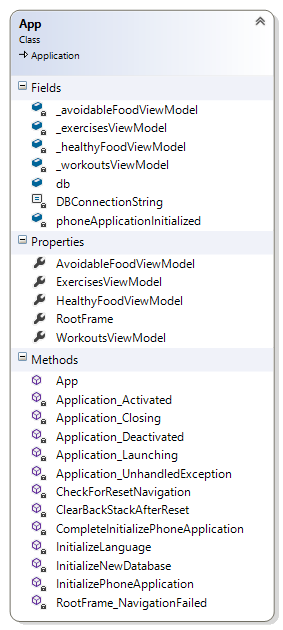 App
Class
Application
Fields
_avoidableFoodViewModel
_exercisesViewModel
_healthyFoodViewModel
_workoutsViewModel
db
DBConnectionString
phoneApplicationInitialized
Properties
AvoidableFoodViewModel
ExercisesViewModel
HealthyFoodViewModel
RootFrame
WorkoutsViewModel
Methods
App
Application_Activated
Application_Closing
Application_Deactivated
Application_Launching
Application_UnhandledException
CheckForResetNavigation
ClearBackStackAfterReset
CompleteInitializePhoneApplication
InitializeLanguage
InitializeNewDatabase
InitializePhoneApplication
RootFrame_NavigationFailed